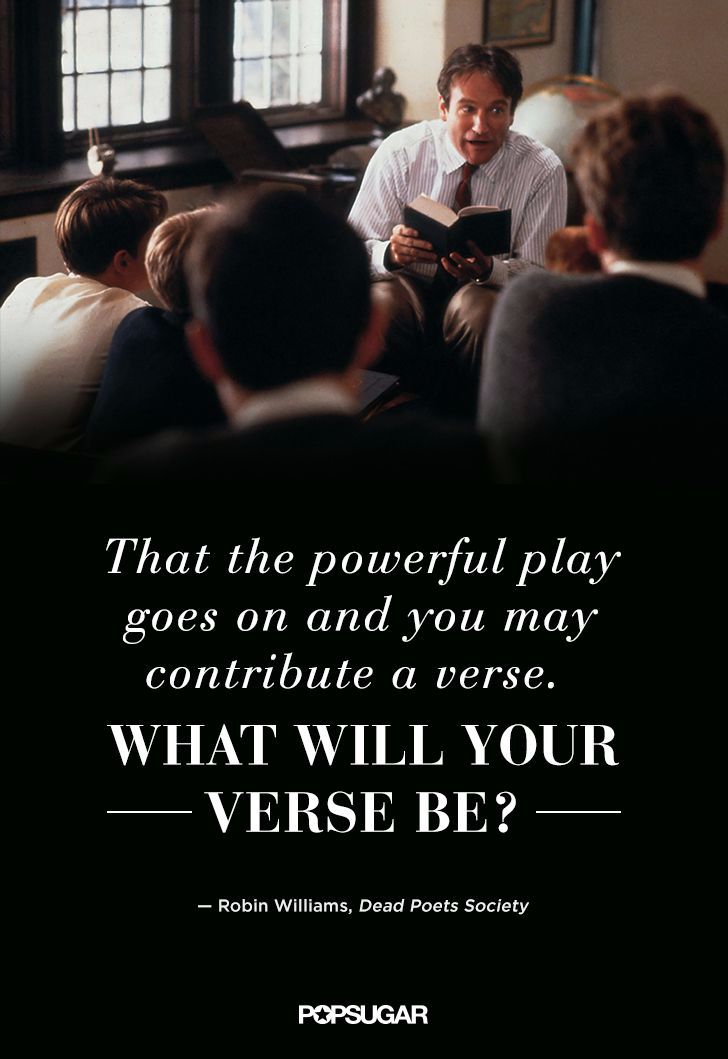 That the powerful play
goes on and you may
contribute a verse.
WHAT WILL YOUR
VERSE BE?
— Robin Williams, Dead Poets Society
POPSUGAR